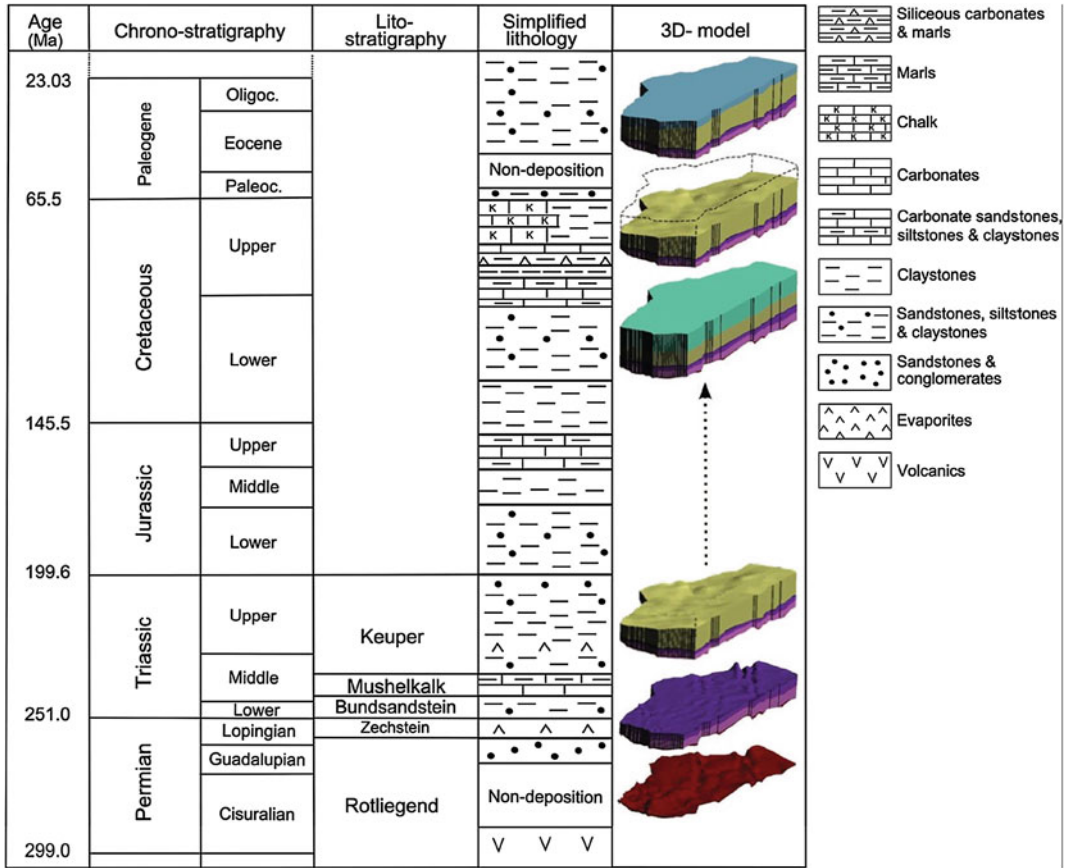 Age
(Ma)
Chrono-stratigraphy
Lito-
stratigraphy
Simplified
lithology
3D- model
23.03
65.5
145.5
199.6
251.0
299.0
Paleogene
Oligoc.
Eocene
Paleoc.
Cretaceous
Upper
Lower
Jurassic
Upper
Middle
Lower
Triassic
Upper
Middle
Lower
Permian
Lopingian
Guadalupian
Cisuralian
Keuper
Mushelkalk
Bundsandstein
Zechstein
Rotliegend
Non-deposition
K K
K K K
K K
Non-deposition
Siliceous carbonates
& marls
Marls
K K K
K K K K
K K K
K K K K
Chalk
Carbonates
Carbonate sandstones,
siltstones & claystones
Claystones
Sandstones, siltstones
& claystones
Sandstones &
conglomerates
Evaporites
Volcanics